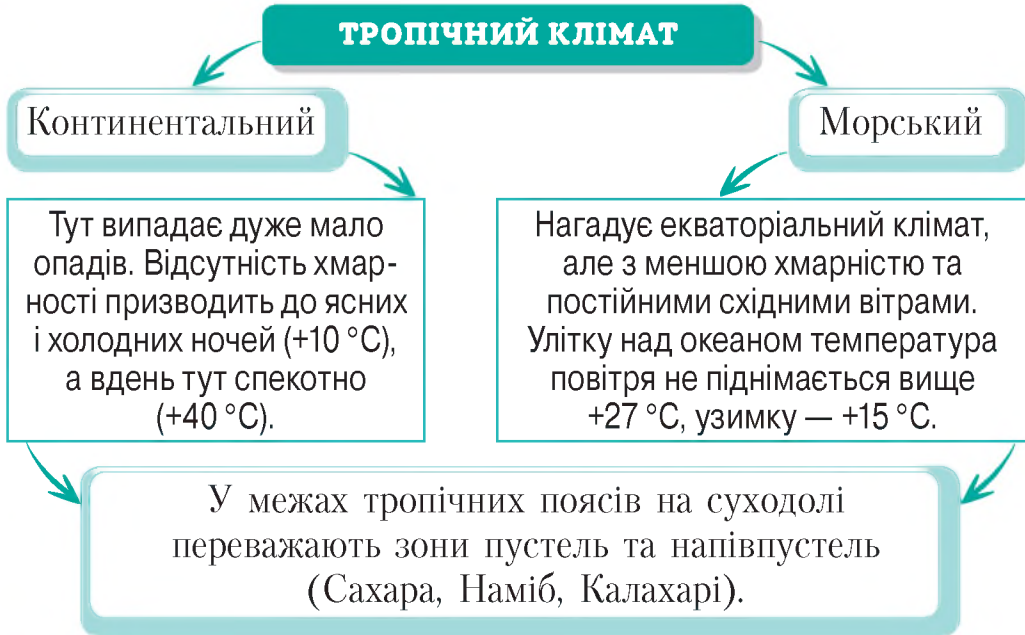 ТРОПІЧНИЙ КЛІМАТ
Континентальний
Морський
Тут випадає дуже мало
опадів. Відсутність хмар-
ності призводить до ясних
і холодних ночей (+10 °C),
а вдень тут спекотно
(+40 °C).
Нагадує екваторіальний клімат,
але з меншою хмарністю та
постійними східними вітрами.
Улітку над океаном температура
повітря не піднімається вище
+27 °C, узимку — +15 °C.
У межах тропічних поясів на суходолі
переважають зони пустель та напівпустель
(Сахара, Наміб, Калахарі).